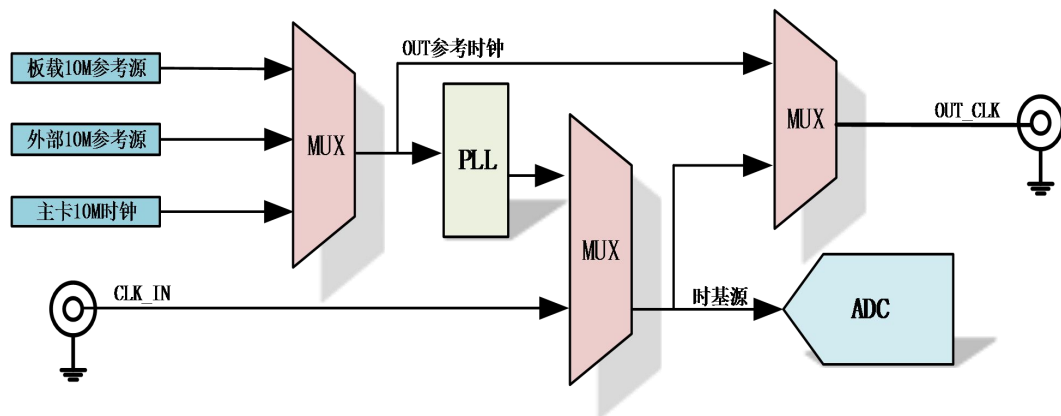 板载10M参考源
外部10M参考源
主卡10M时钟
MUX
OUT参考时钟
PLL
MUX
CLK_IN
时基源
ADC
MUX
OUT_CLK